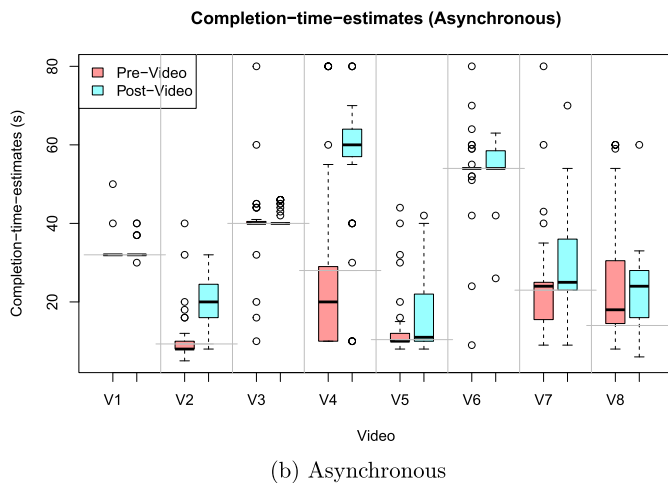 Completion−time−estimates (Asynchronous)
Pre−Video
Post−Video
Completion−time−estimates (s)
80
60
40
20
V1 V2 V3 V4 V5 V6 V7 V8
Video
(b) Asynchronous